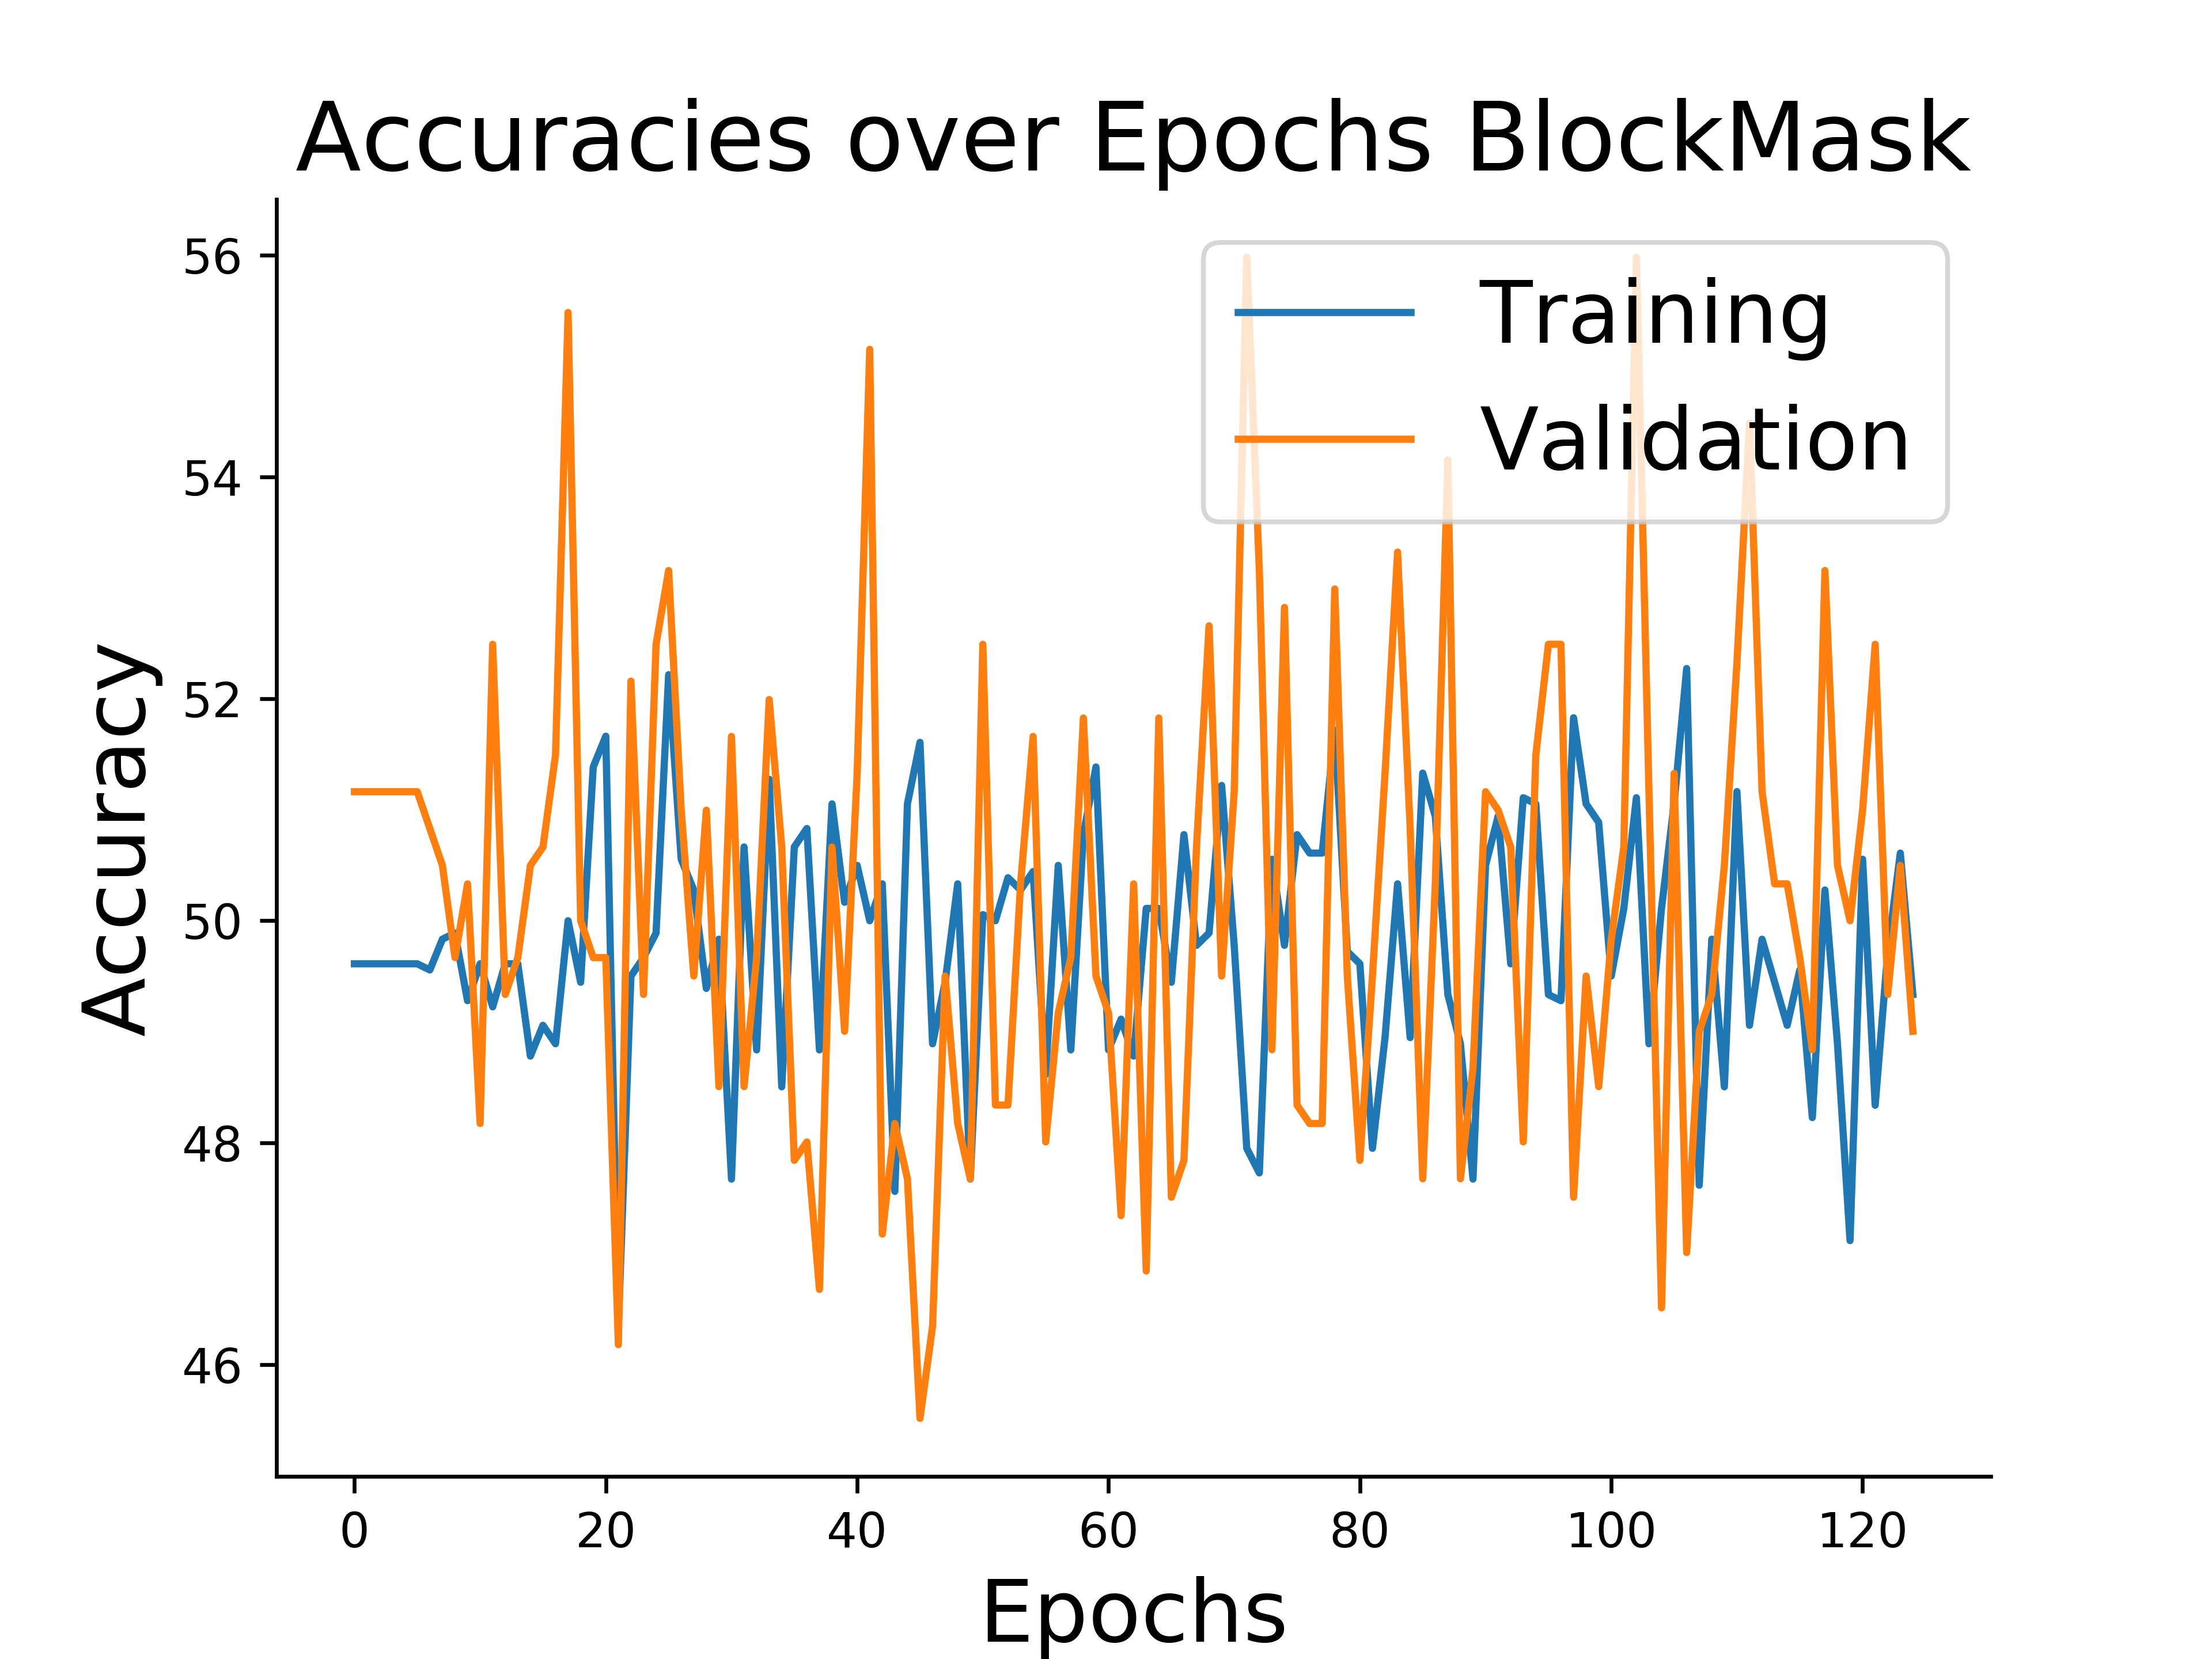 Accuracies over Epochs BlockMask
56
54
52
50
48
46
Accuracy
Training
Validation
0 20 40 60 80 100 120
Epochs